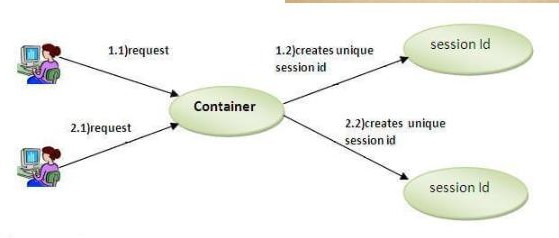 1.1)request
1.2)creates unique
session id
session Id
Container
2.1)request
2.2)creates unique
session id
session Id